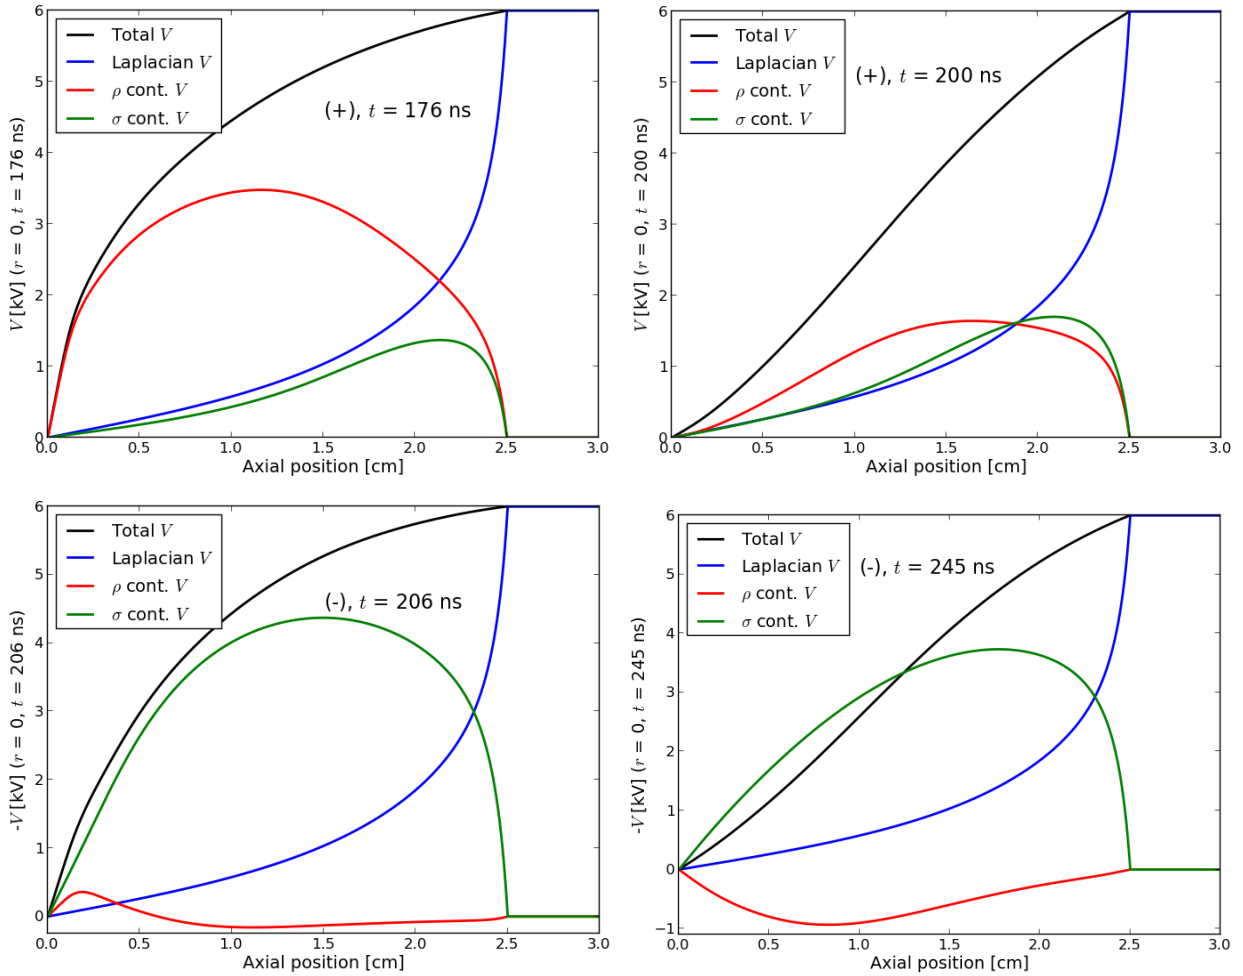 6
5
4
3
2
1
0
V [kV] (r = 0, t = 176 ns)
Total V
Laplacian V
ρ cont. V
σ cont. V
(+), t = 176 ns
0.0 0.5 1.0 1.5 2.0 2.5 3.0
Axial position [cm]
6
5
4
3
2
1
0
V [kV] (r = 0, t = 200 ns)
Total V
Laplacian V
ρ cont. V
σ cont. V
(+), t = 200 ns
0.0 0.5 1.0 1.5 2.0 2.5 3.0
Axial position [cm]
6
5
4
3
2
1
0
-V [kV] (r = 0, t = 206 ns)
Total V
Laplacian V
ρ cont. V
σ cont. V
(-), t = 206 ns
0.0 0.5 1.0 1.5 2.0 2.5 3.0
Axial position [cm]
6
5
4
3
2
1
0
−1
-V [kV] (r = 0, t = 245 ns)
Total V
Laplacian V
ρ cont. V
σ cont. V
(-), t = 245 ns
0.0 0.5 1.0 1.5 2.0 2.5 3.0
Axial position [cm]